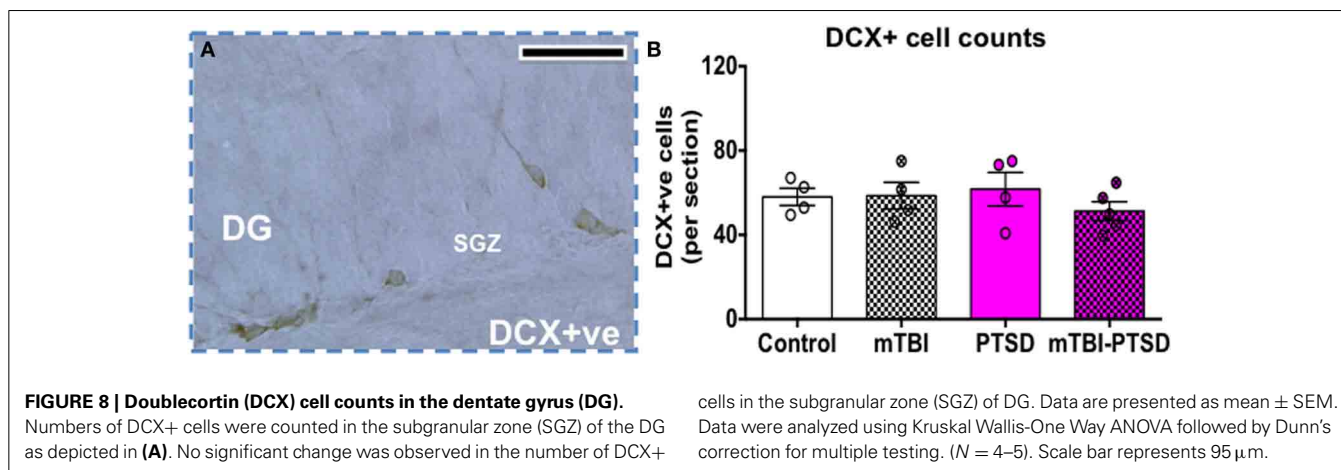 A
DG
SGZ
DCX+ve
B
DCX+ cell counts
DCX+ve cells
(per section)
120
80
40
0
Control mTBI PTSD mTBI-PTSD
FIGURE 8 | Doublecortin (DCX) cell counts in the dentate gyrus (DG).
Numbers of DCX+ cells were counted in the subgranular zone (SGZ) of the DG
as depicted in (A). No significant change was observed in the number of DCX+
cells in the subgranular zone (SGZ) of DG. Data are presented as mean ± SEM.
Data were analyzed using Kruskal Wallis-One Way ANOVA followed by Dunn's
correction for multiple testing. (N = 4–5). Scale bar represents 95 μm.